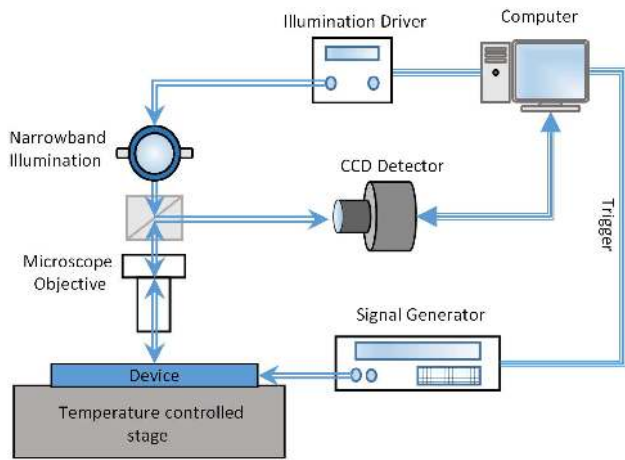 Illumination Driver
Computer
Narrowband
Illumination
CCD Detector
Trigger
Microscope
Objective
Signal Generator
Device
Temperature controlled
stage